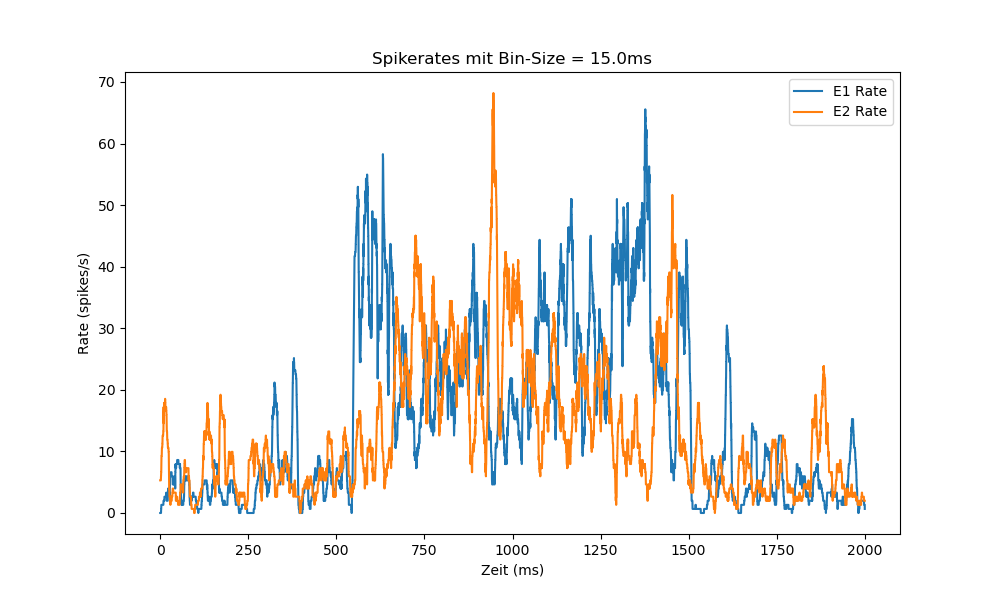 Spikerates mit Bin-Size = 15.0ms
E1 Rate
E2 Rate
70
60
50
40
30
20
10
0
Rate (spikes/s)
0 250 500 750 1000 1250 1500 1750 2000
Zeit (ms)